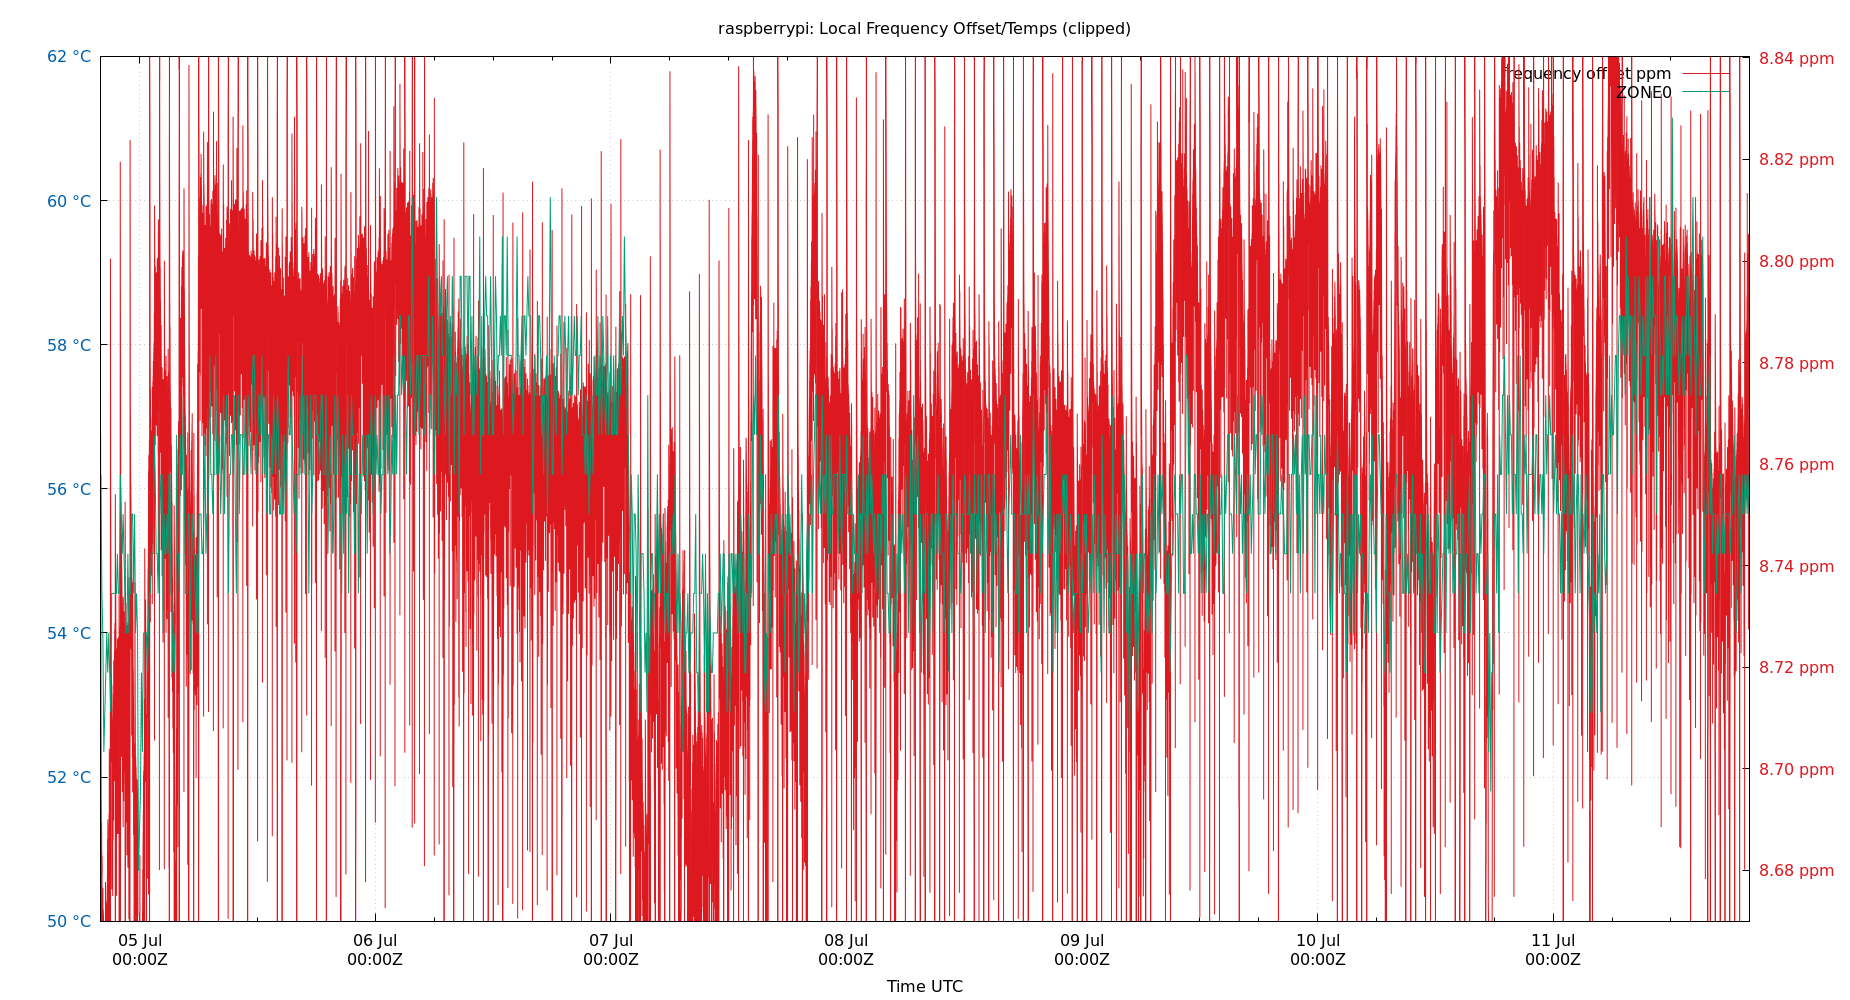 raspberrypi: Local Frequency Offset/Temps (clipped)
62 °C
60 °C
58 °C
56 °C
54 °C
52 °C
50 °C
8.84 ppm
8.82 ppm
8.80 ppm
8.78 ppm
8.76 ppm
8.74 ppm
8.72 ppm
8.70 ppm
8.68 ppm
frequency offset ppm
ZONE0
05 Jul
00:00Z
06 Jul
00:00Z
07 Jul
00:00Z
08 Jul
00:00Z
09 Jul
00:00Z
10 Jul
00:00Z
11 Jul
00:00Z
Time UTC